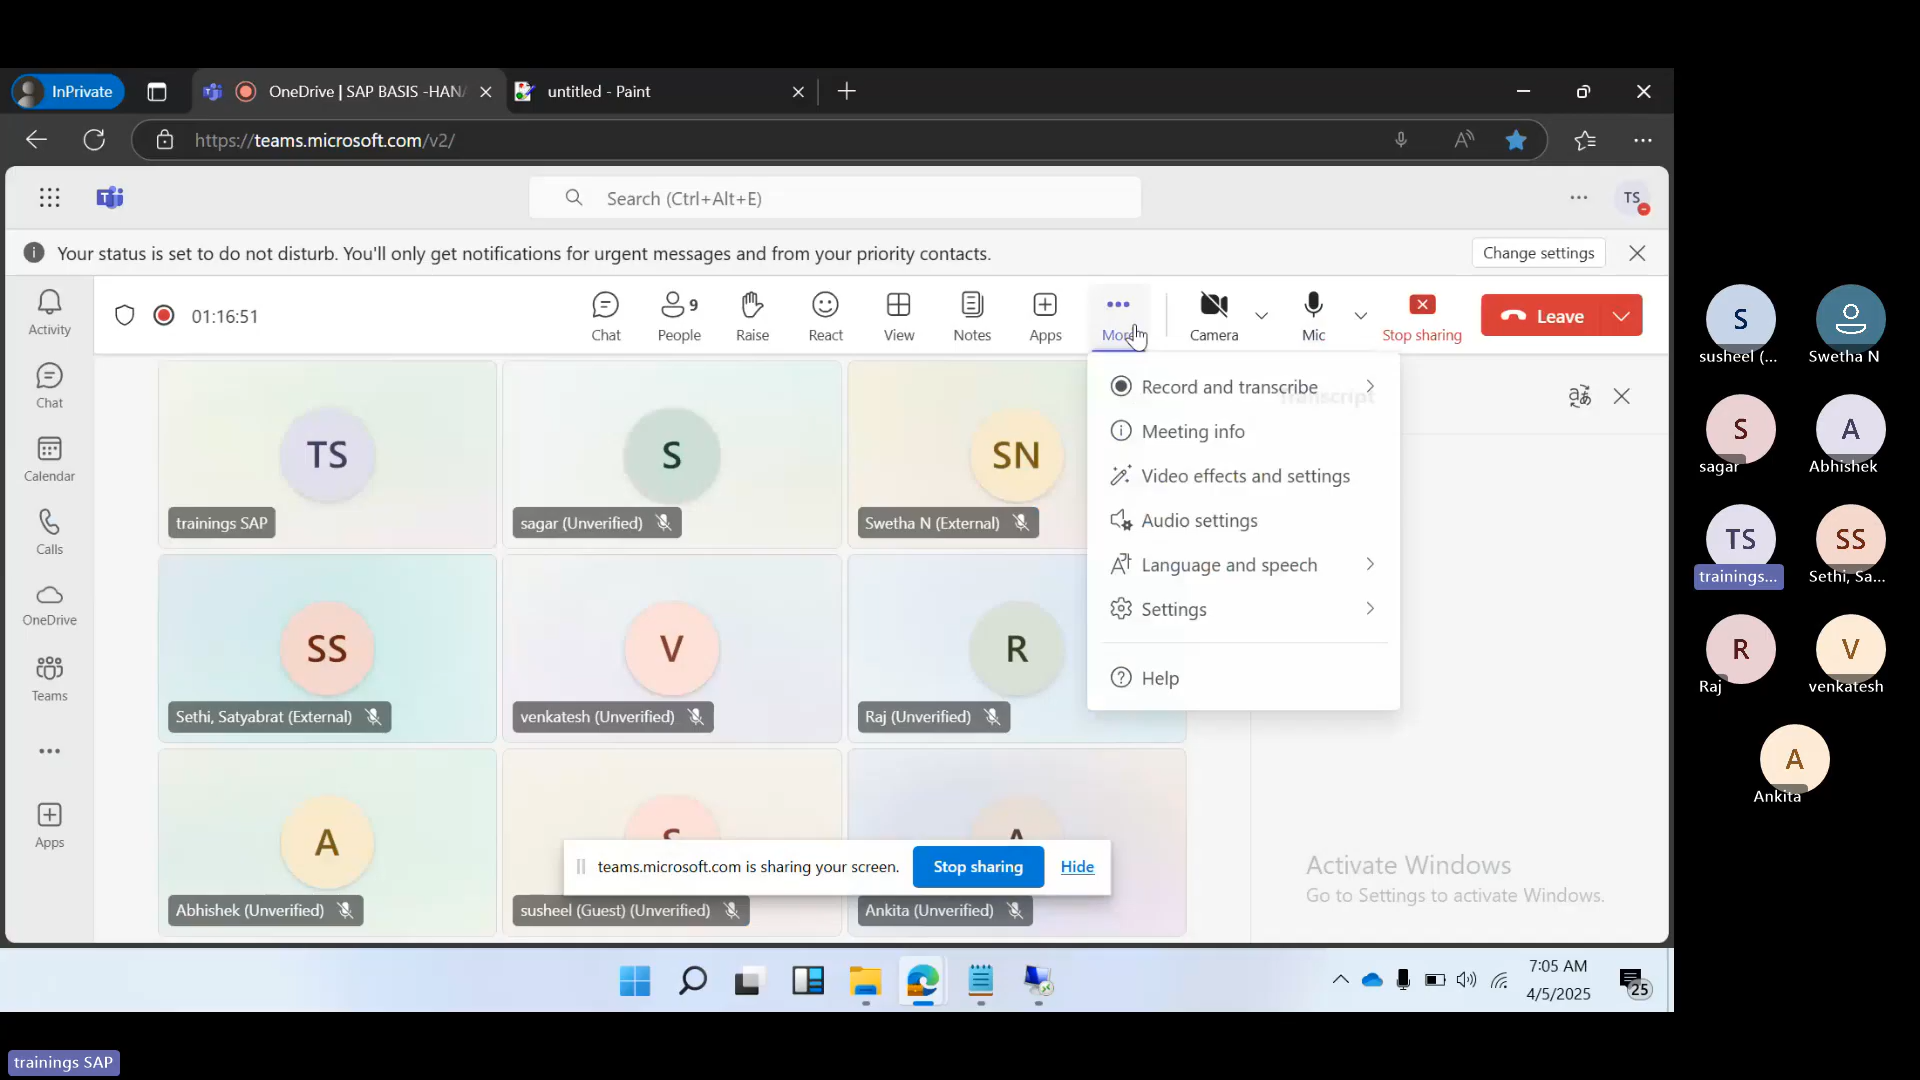 InPrivate
OneDrive | SAP BASIS -HANA
untitled - Paint
https://teams.microsoft.com/v2/
Search (Ctrl+Alt+E)
TS
Your status is set to do not disturb. You'll only get notifications for urgent messages and from your priority contacts.
Change settings
01:16:51
Chat
People
9
Raise
React
View
Notes
Apps
More
Camera
Mic
Stop sharing
Leave
Activity
Chat
Calendar
Calls
OneDrive
Teams
Apps
TS
trainings SAP
S
sagar (Unverified)
SN
Swetha N (External)
SS
Sethi, Satyabrat (External)
V
venkatesh (Unverified)
R
Raj (Unverified)
A
Abhishek (Unverified)
S
susheel (Guest) (Unverified)
A
Ankita (Unverified)
Record and transcribe
Transcript
Meeting info
Video effects and settings
Audio settings
Language and speech
Settings
Help
teams.microsoft.com is sharing your screen.
Stop sharing
Hide
Activate Windows
Go to Settings to activate Windows.
7:05 AM
4/5/2025
25
S
susheel (...
Swetha N
S
sagar
A
Abhishek
TS
trainings...
SS
Sethi, Sa...
R
Raj
V
venkatesh
A
Ankita
trainings SAP